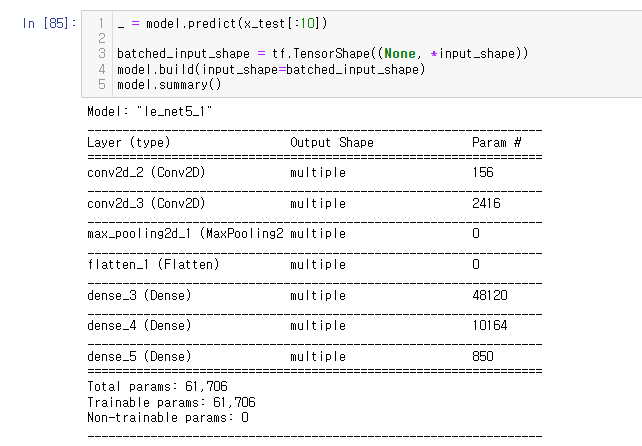 In [85]:
1 _ = model.predict(x_test[:10])
2
3 batched_input_shape = tf.TensorShape((None, *input_shape))
4 model.build(input_shape=batched_input_shape)
5 model.summary()
Model: "le_net5_1"
_________________________________________________________________
Layer (type) Output Shape Param #
=================================================================
conv2d_2 (Conv2D) multiple 156
_________________________________________________________________
conv2d_3 (Conv2D) multiple 2416
_________________________________________________________________
max_pooling2d_1 (MaxPooling2 multiple 0
_________________________________________________________________
flatten_1 (Flatten) multiple 0
_________________________________________________________________
dense_3 (Dense) multiple 48120
_________________________________________________________________
dense_4 (Dense) multiple 10164
_________________________________________________________________
dense_5 (Dense) multiple 850
=================================================================
Total params: 61,706
Trainable params: 61,706
Non-trainable params: 0
_________________________________________________________________